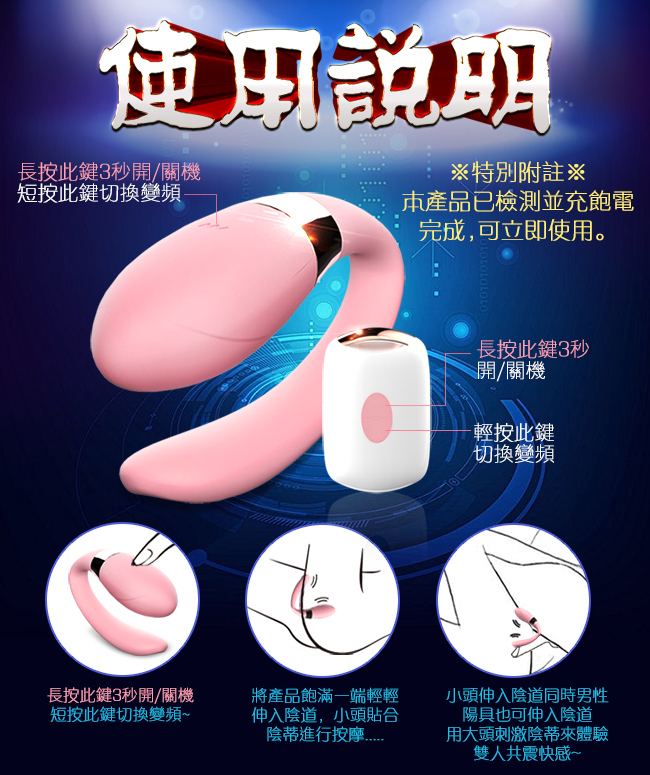 使用説明
長按此鍵3秒開/關機
短按此鍵切換變頻
※特別附註※
本產品已檢測並充飽電
完成,可立即使用。
長按此鍵3秒
開/關機
輕按此鍵
切換變頻
長按此鍵3秒開/關機
短按此鍵切換變頻~
將產品飽滿一端輕輕
伸入陰道，小頭貼合
陰蒂進行按摩.....
小頭伸入陰道同時男性
陽具也可伸入陰道
用大頭刺激陰蒂來體驗
雙人共震快感~